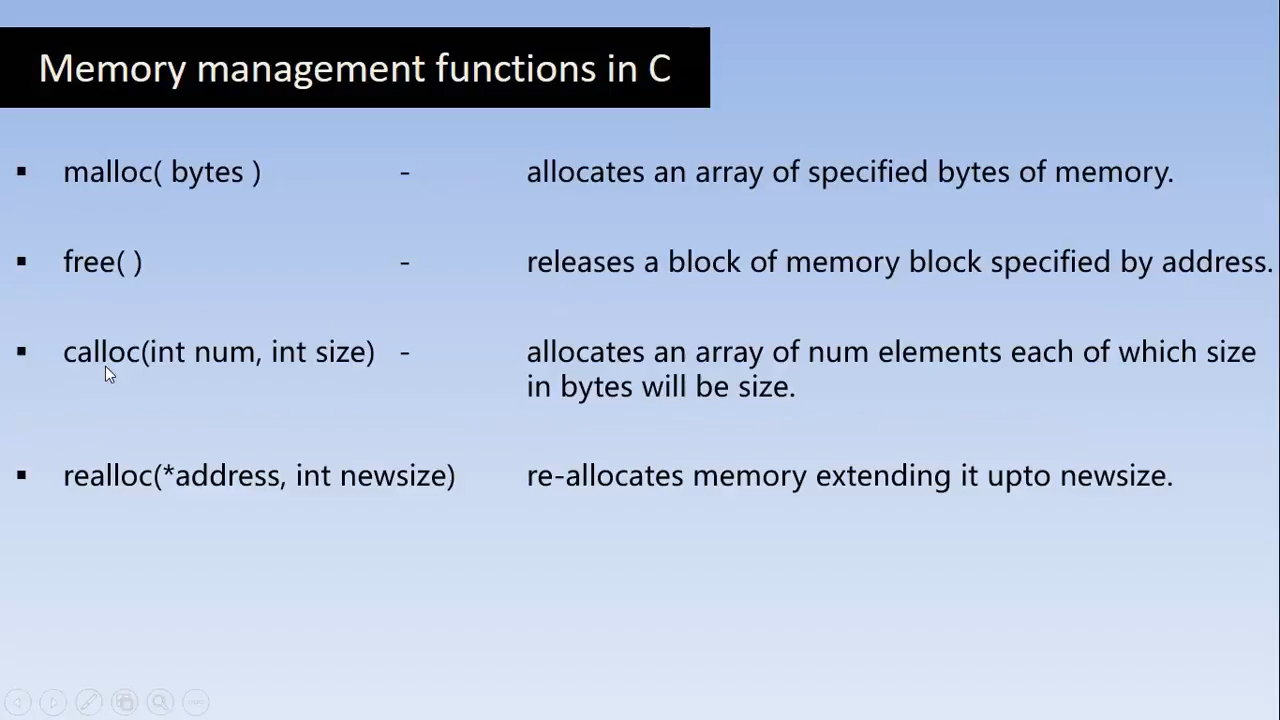 Memory management functions in C
▪ malloc( bytes ) - allocates an array of specified bytes of memory.
▪ free( ) - releases a block of memory block specified by address.
▪ calloc(int num, int size) - allocates an array of num elements each of which size
in bytes will be size.
▪ realloc(*address, int newsize) re-allocates memory extending it upto newsize.